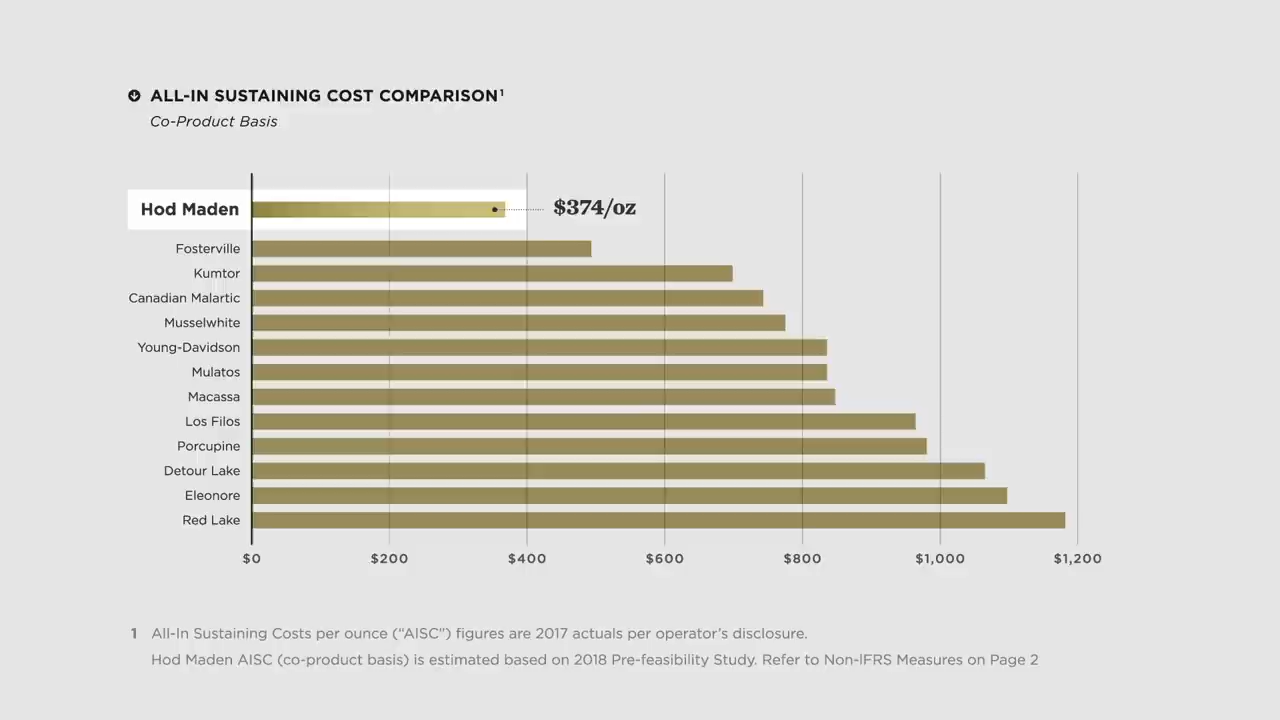 ALL-IN SUSTAINING COST COMPARISON¹
Co-Product Basis
Hod Maden
$374/oz
Fosterville
Kumtor
Canadian Malartic
Musselwhite
Young-Davidson
Mulatos
Macassa
Los Filos
Porcupine
Detour Lake
Eleonore
Red Lake
$0 $200 $400 $600 $800 $1,000 $1,200
1 All-In Sustaining Costs per ounce (“AISC”) figures are 2017 actuals per operator’s disclosure.
Hod Maden AISC (co-product basis) is estimated based on 2018 Pre-feasibility Study. Refer to Non-IFRS Measures on Page 2